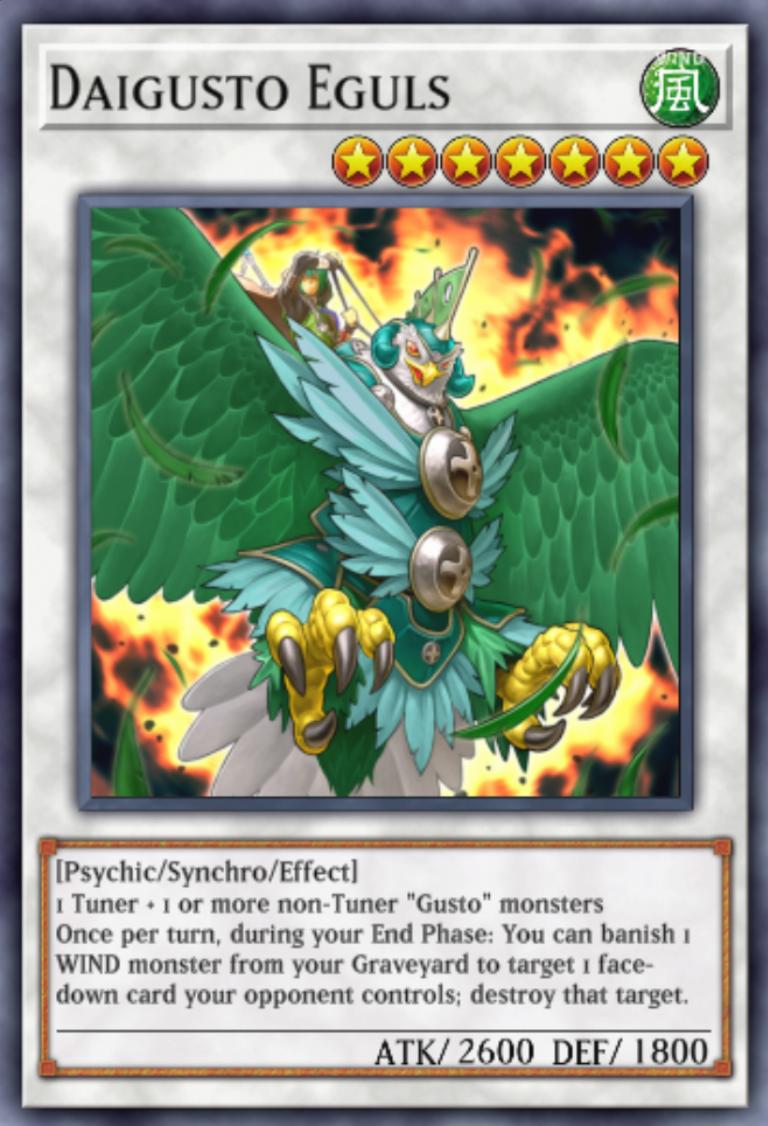 Daigusto Eguls
WIND
風
[Psychic/Synchro/Effect]
1 Tuner + 1 or more non-Tuner "Gusto" monsters
Once per turn, during your End Phase: You can banish 1
WIND monster from your Graveyard to target 1 face-
down card your opponent controls; destroy that target.
ATK/ 2600 DEF/ 1800